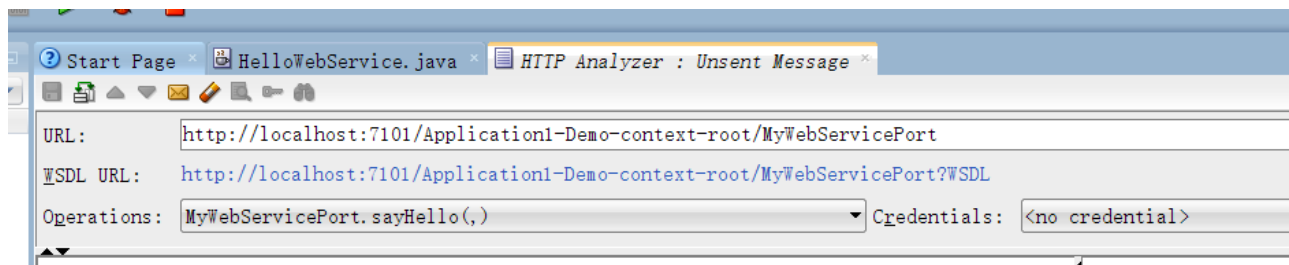 Start Page HelloWebService.java HTTP Analyzer : Unsent Message
URL: http://localhost:7101/Application1-Demo-context-root/MyWebServicePort
WSDL URL: http://localhost:7101/Application1-Demo-context-root/MyWebServicePort?WSDL
Operations: MyWebServicePort.sayHello(,) Credentials: <no credential>